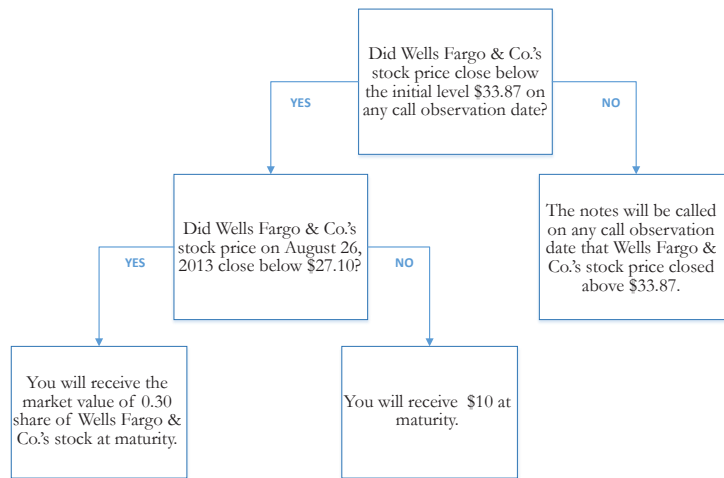 Did Wells Fargo & Co.'s
stock price close below
the initial level $33.87 on
any call observation date?
YES
NO
Did Wells Fargo & Co.'s
stock price on August 26,
2013 close below $27.10?
The notes will be called
on any call observation
date that Wells Fargo &
Co.'s stock price closed
above $33.87.
YES
NO
You will receive the
market value of 0.30
share of Wells Fargo &
Co.'s stock at maturity.
You will receive $10 at
maturity.